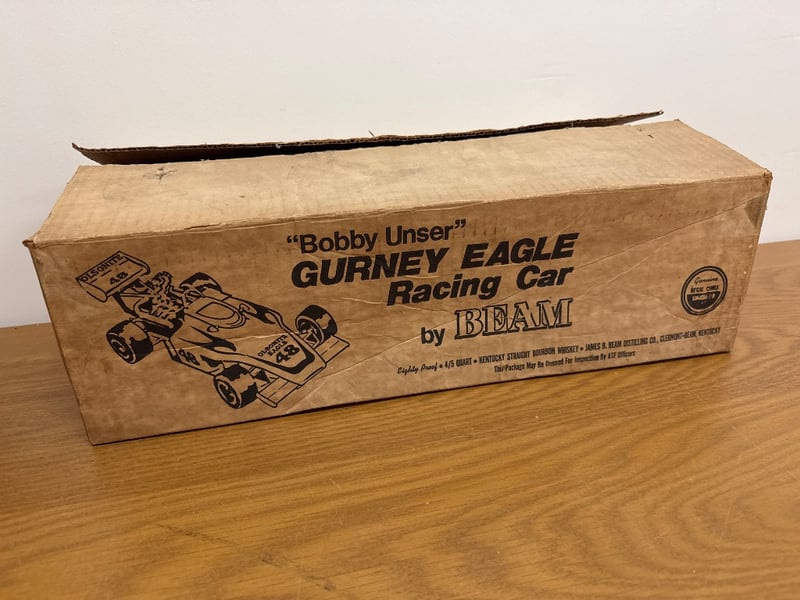 "Bobby Unser"
GURNEY EAGLE
Racing Car
by BEAM
Eighty Proof • 4/5 QUART • KENTUCKY STRAIGHT BOURBON WHISKEY • JAMES B. BEAM DISTILLING CO., CLERMONT-BEAM, KENTUCKY
This Package May Be Opened For Inspection By ATF Officers
OLSONITE
48
48
OLSONITE
EAGLE
48
Genuine